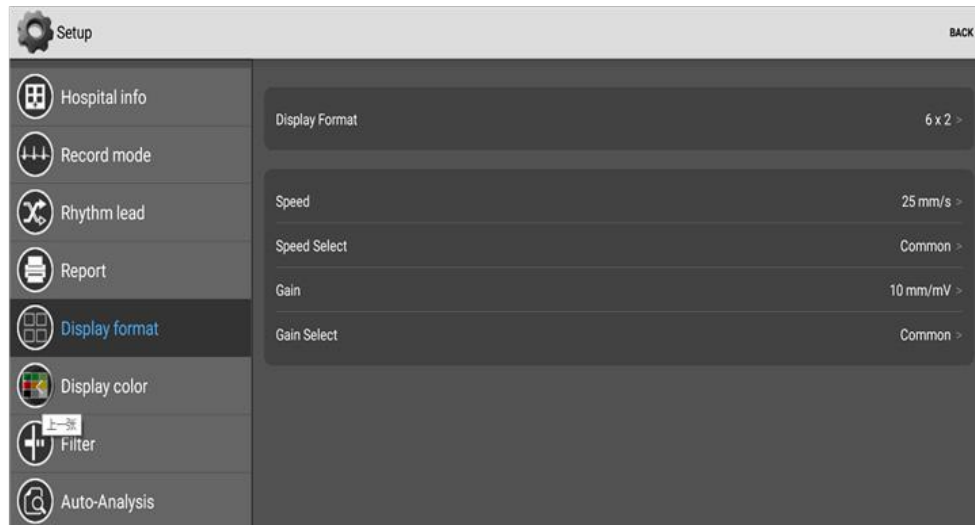 Setup
BACK
Hospital info
Record mode
Rhythm lead
Report
Display format
Display color
上一张
Filter
Auto-Analysis
Display Format 6 x 2 >
Speed 25 mm/s >
Speed Select Common >
Gain 10 mm/mV >
Gain Select Common >